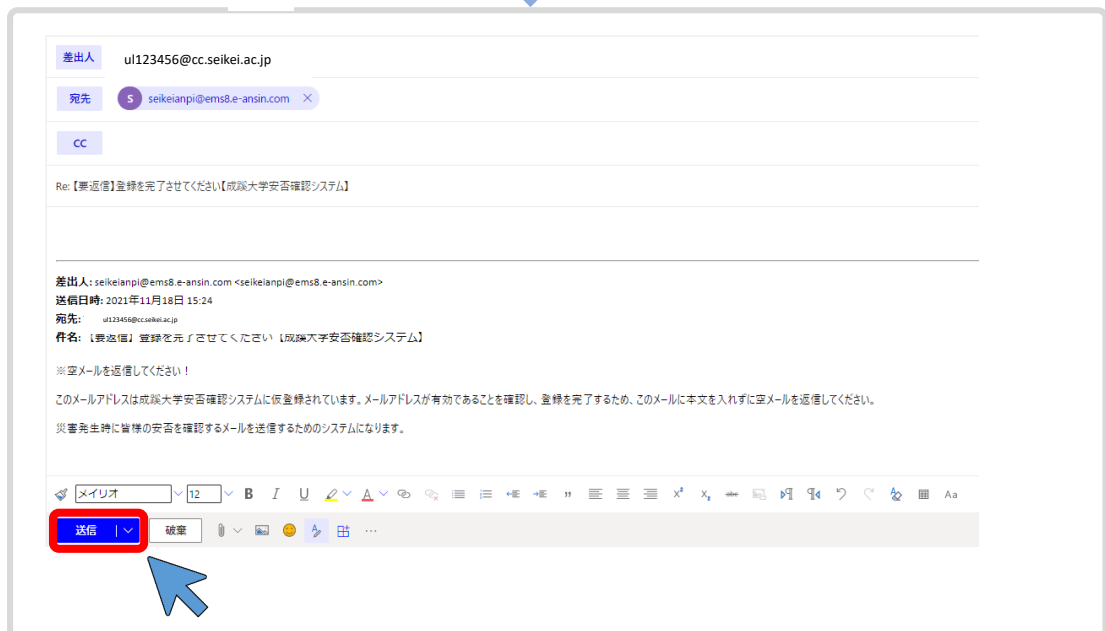 差出人 ul123456@cc.seikei.ac.jp
宛先 S seikeianpi@ems8.e-ansin.com
CC
Re: 【要返信】登録を完了させてください【成蹊大学安否確認システム】
差出人: seikeianpi@ems8.e-ansin.com <seikeianpi@ems8.e-ansin.com>
送信日時: 2021年11月18日 15:24
宛先: ul123456@cc.seikei.ac.jp
件名: 【要返信】登録を完了させてください【成蹊大学安否確認システム】
※空メールを返信してください！
このメールアドレスは成蹊大学安否確認システムに仮登録されています。メールアドレスが有効であることを確認し、登録を完了するため、このメールに本文を入れずに空メールを返信してください。
災害発生時に皆様の安否を確認するメールを送信するためのシステムになります。
メイリオ 12 B I U A abc Aa
送信 破棄